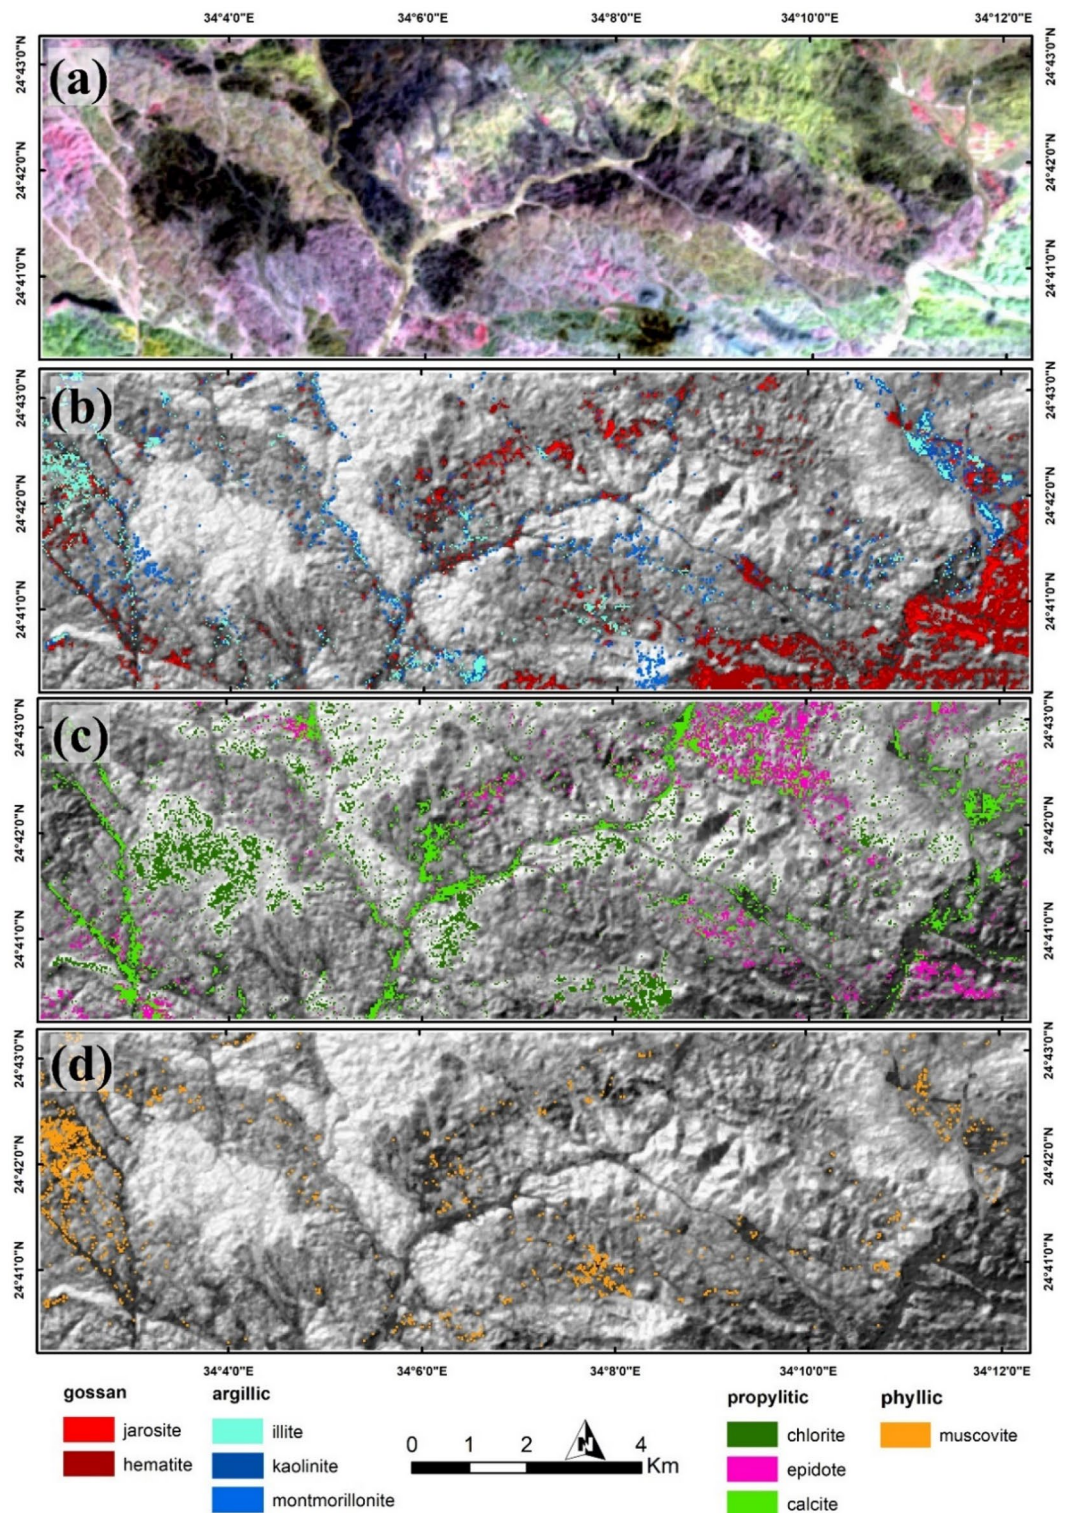 34°4'0"E 34°6'0"E 34°8'0"E 34°10'0"E 34°12'0"E
(a)
24°43'0"N 24°43'0"N
24°42'0"N 24°42'0"N
24°41'0"N 24°41'0"N
(b)
24°43'0"N 24°43'0"N
24°42'0"N 24°42'0"N
24°41'0"N 24°41'0"N
(c)
24°43'0"N 24°43'0"N
24°42'0"N 24°42'0"N
24°41'0"N 24°41'0"N
(d)
24°43'0"N 24°43'0"N
24°42'0"N 24°42'0"N
24°41'0"N 24°41'0"N
34°4'0"E 34°6'0"E 34°8'0"E 34°10'0"E 34°12'0"E
gossan
jarosite
hematite
argillic
illite
kaolinite
montmorillonite
N
0 1 2 4
Km
propylitic
chlorite
epidote
calcite
phyllic
muscovite